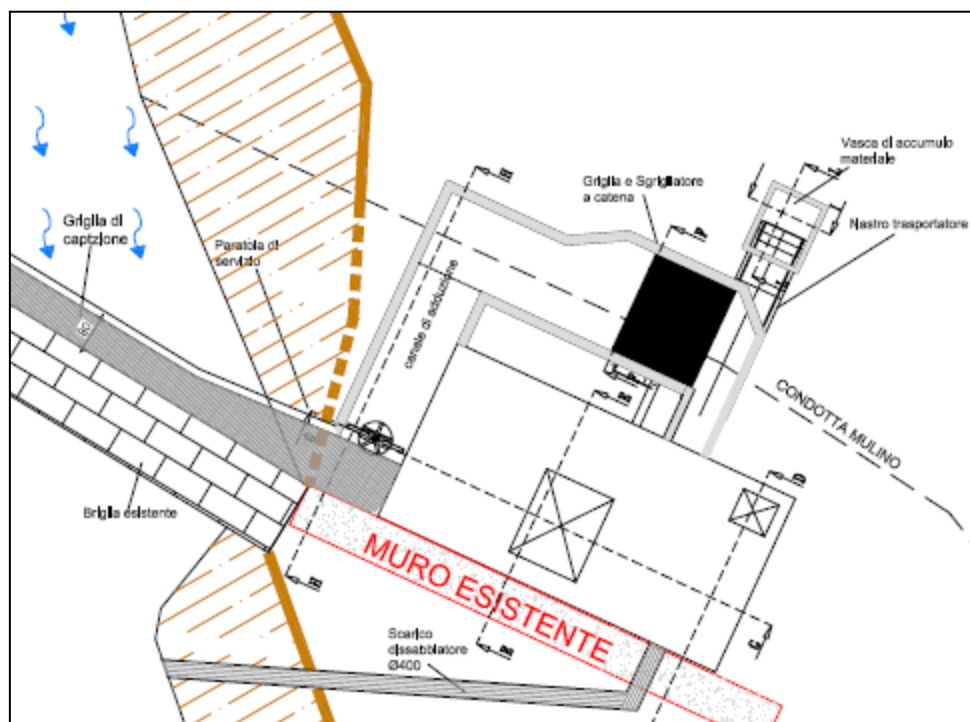 Vasca di accumulo
materiale
Griglia e Sgrigliatore
a catena
Nastro trasportatore
Griglia di
captzione
Paratoia di
servizio
canale di adduzione
CONDOTTA MULINO
Briglia esistente
MURO ESISTENTE
Scarico
dissabbiatore
Ø400